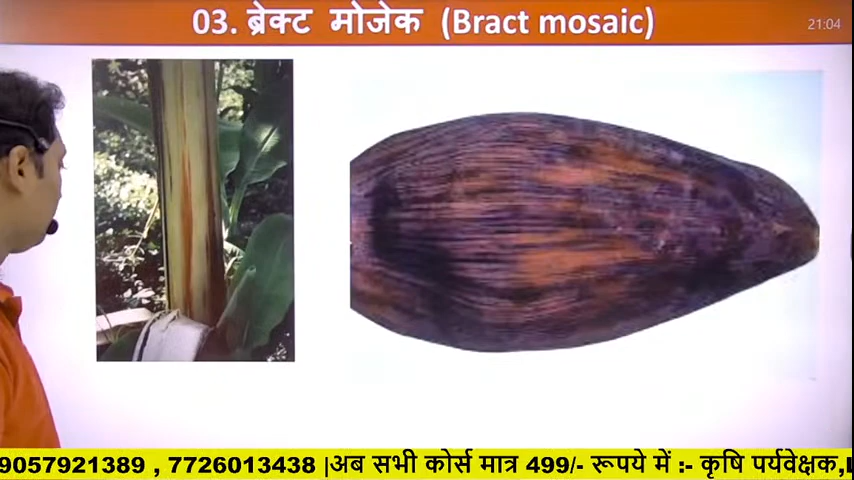 03. ब्रेक्ट मोजेक (Bract mosaic)
21:04
9057921389 , 7726013438 |अब सभी कोर्स मात्र 499/- रूपये में :- कृषि पर्यवेक्षक,